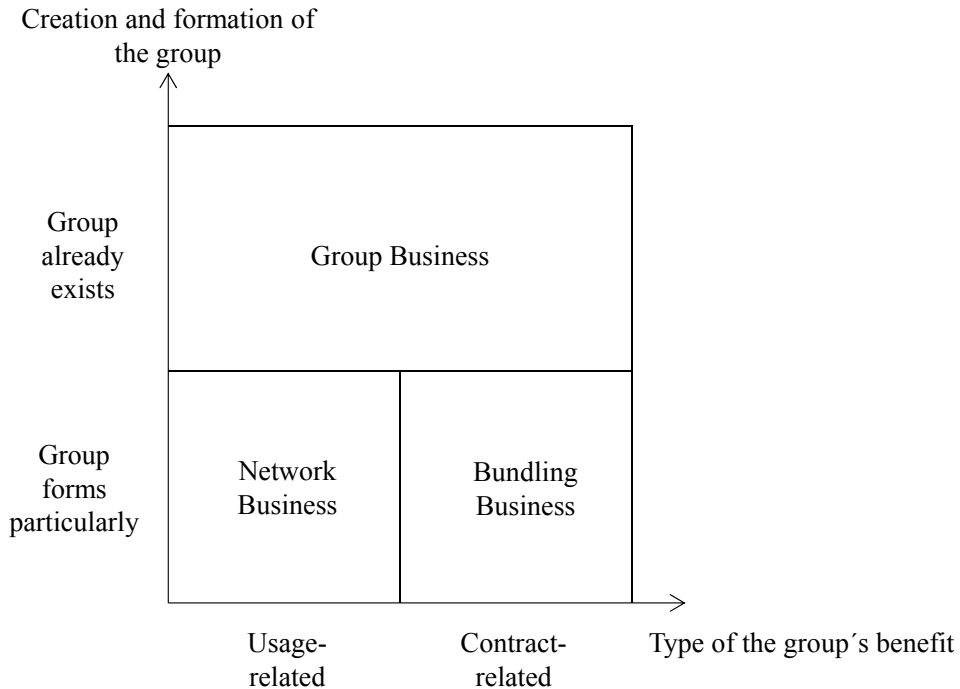 Creation and formation of
the group
Group
already
exists
Group Business
Group
forms
particularly
Network
Business
Bundling
Business
Usage-
related
Contract-
related
Type of the group´s benefit